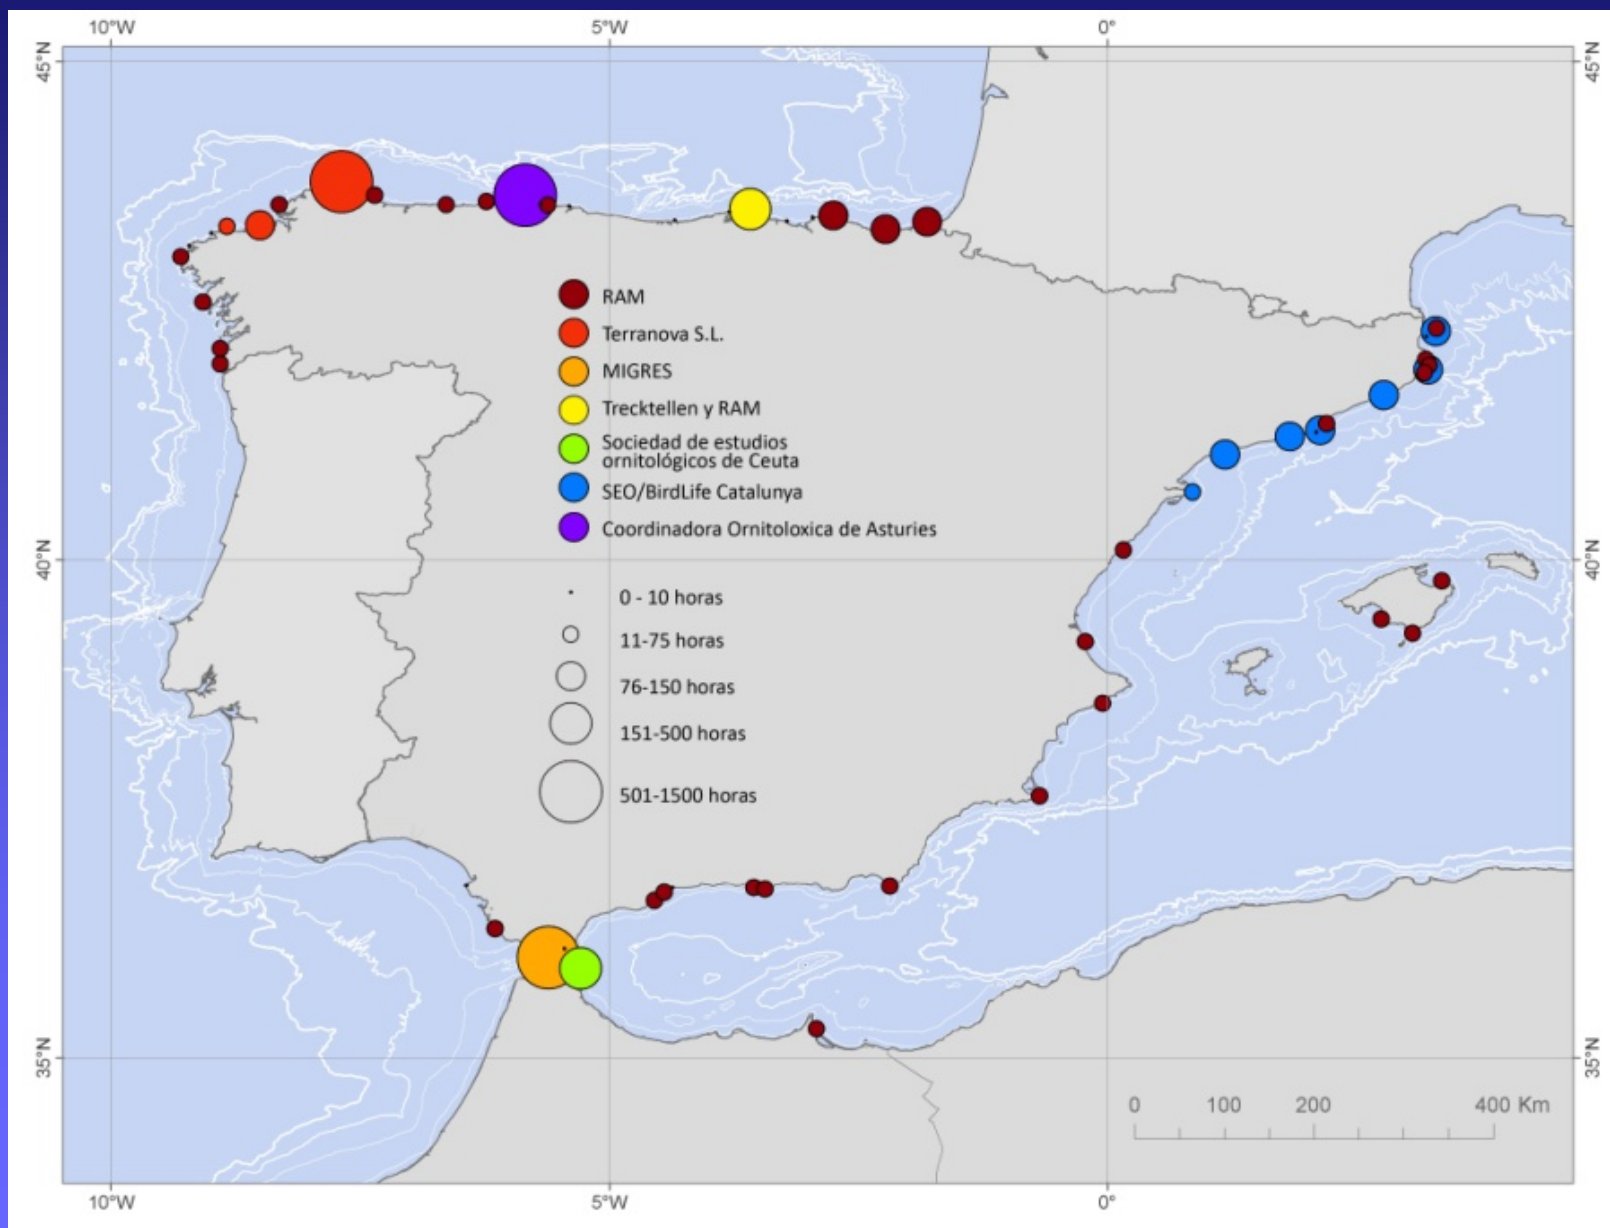 10°W 5°W 0°
45°N 45°N
RAM
Terranova S.L.
MIGRES
Trecktellen y RAM
Sociedad de estudios
ornitológicos de Ceuta
SEO/BirdLife Catalunya
Coordinadora Ornitoloxica de Asturies
40°N 40°N
0 - 10 horas
11-75 horas
76-150 horas
151-500 horas
501-1500 horas
35°N 35°N
0 100 200 400 Km
10°W 5°W 0°